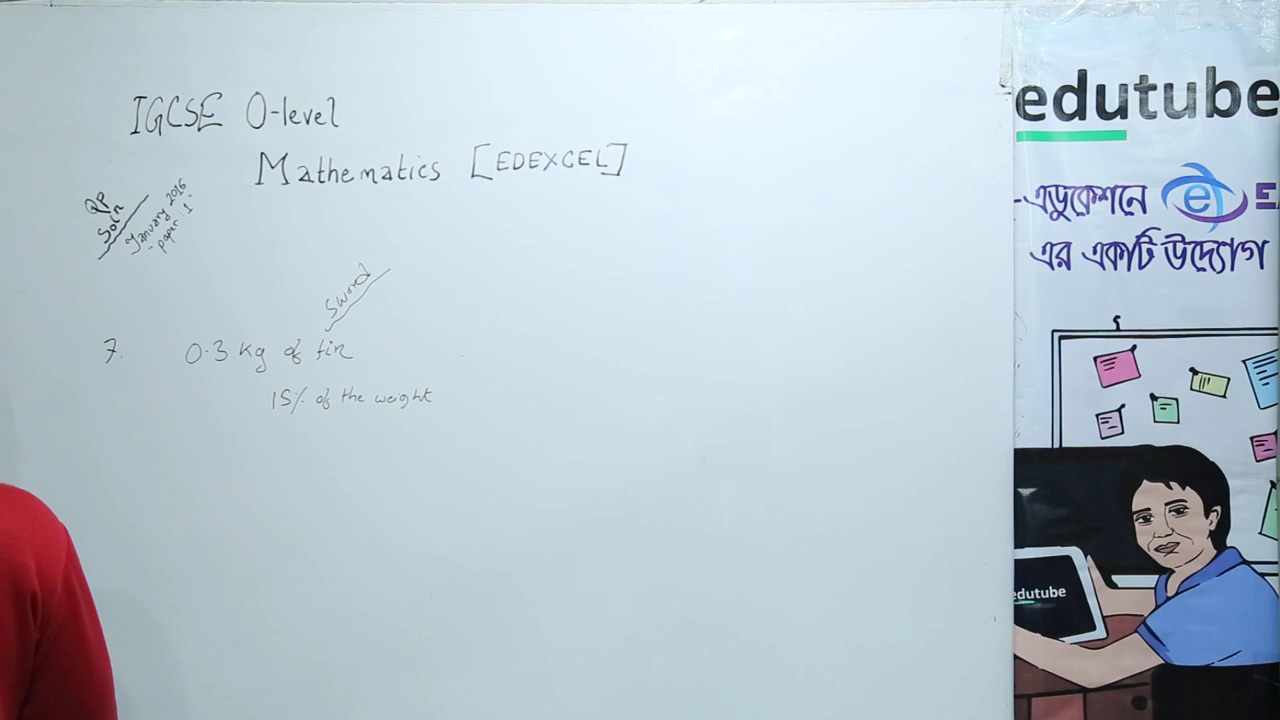 IGCSE O-level
Mathematics [EDEXCEL]
QP
Sol'n
January 2016
"paper: 1"
Sword
7. 0.3 kg of tin
15% of the weight.
edutube
-এডুকেশনে e
এর একটি উদ্যোগ
edutube